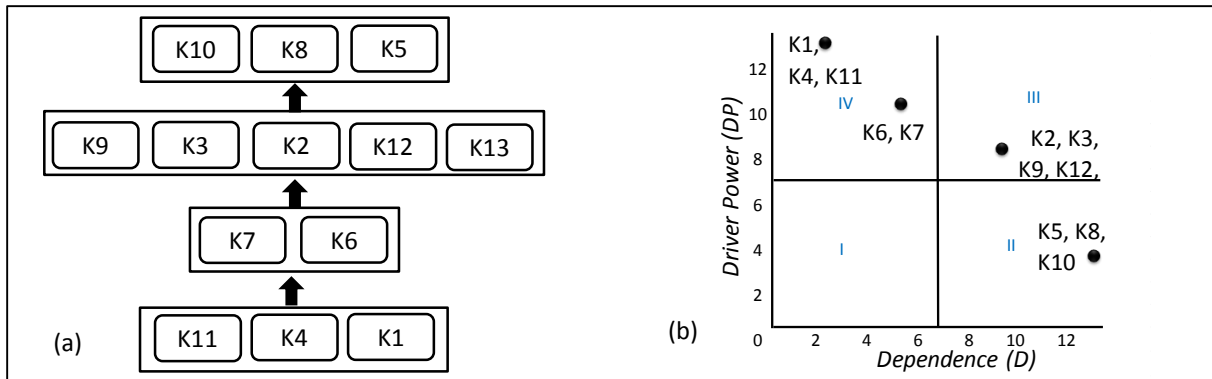 K10 K8 K5
K9 K3 K2 K12 K13
K7 K6
K11 K4 K1
(a)
Driver Power (DP)
12
10
8
6
4
2
0
K1,
K4, K11
IV
K6, K7
III
K2, K3,
K9, K12,
I
II
K5, K8,
K10
2 4 6 8 10 12
Dependence (D)
(b)